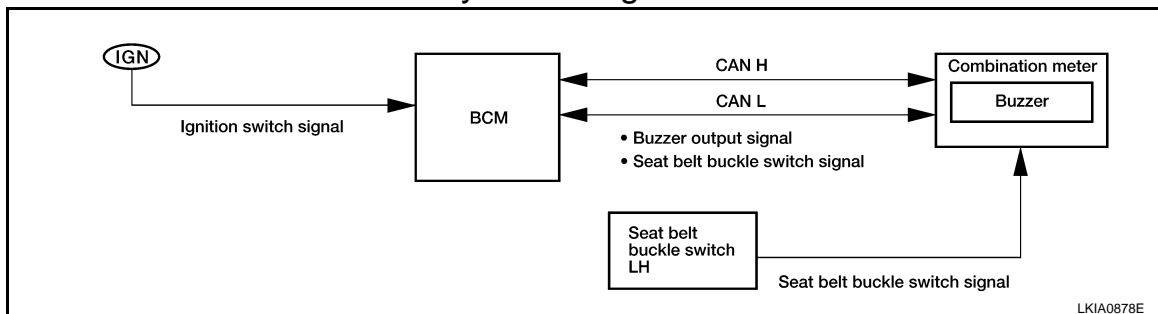 IGN
Ignition switch signal
BCM
CAN H
CAN L
• Buzzer output signal
• Seat belt buckle switch signal
Combination meter
Buzzer
Seat belt
buckle switch
LH
Seat belt buckle switch signal
LKIA0878E